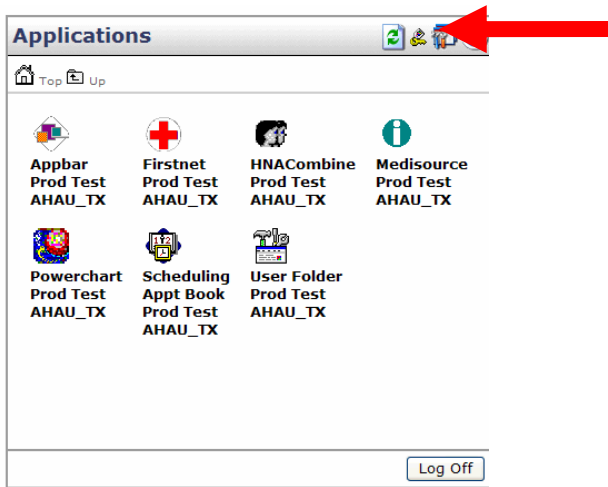 Applications
Top Up
Appbar Prod Test AHAU_TX
Firstnet Prod Test AHAU_TX
HNACombine Prod Test AHAU_TX
Medisource Prod Test AHAU_TX
Powerchart Prod Test AHAU_TX
Scheduling Appt Book Prod Test AHAU_TX
User Folder Prod Test AHAU_TX
Log Off